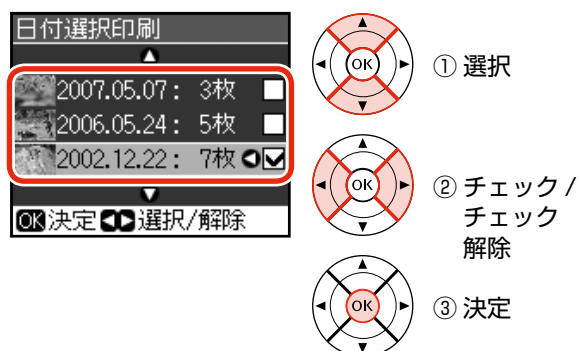 日付選択印刷
2007.05.07： 3枚
2006.05.24： 5枚
2002.12.22： 7枚
OK決定 選択/解除
OK
① 選択
OK
② チェック /
チェック
解除
OK
③ 決定